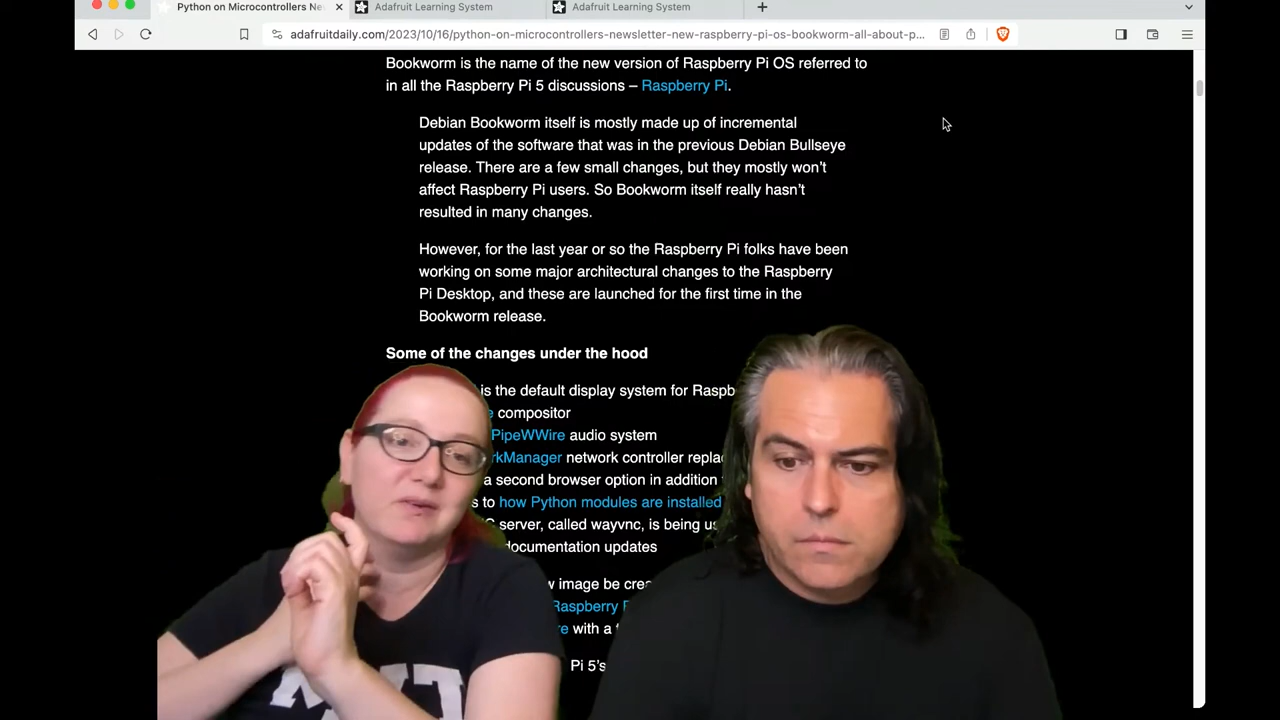 Python on Microcontrollers Ne
Adafruit Learning System
Adafruit Learning System
adafruitdaily.com/2023/10/16/python-on-microcontrollers-newsletter-new-raspberry-pi-os-bookworm-all-about-p...
Bookworm is the name of the new version of Raspberry Pi OS referred to
in all the Raspberry Pi 5 discussions – Raspberry Pi.
Debian Bookworm itself is mostly made up of incremental
updates of the software that was in the previous Debian Bullseye
release. There are a few small changes, but they mostly won't
affect Raspberry Pi users. So Bookworm itself really hasn't
resulted in many changes.
However, for the last year or so the Raspberry Pi folks have been
working on some major architectural changes to the Raspberry
Pi Desktop, and these are launched for the first time in the
Bookworm release.
Some of the changes under the hood
is the default display system for Raspb
compositor
PipeWWire audio system
rkManager network controller replac
a second browser option in addition
s to how Python modules are installed
server, called wayvnc, is being us
documentation updates
w image be crea
Raspberry
with a
Pi 5's